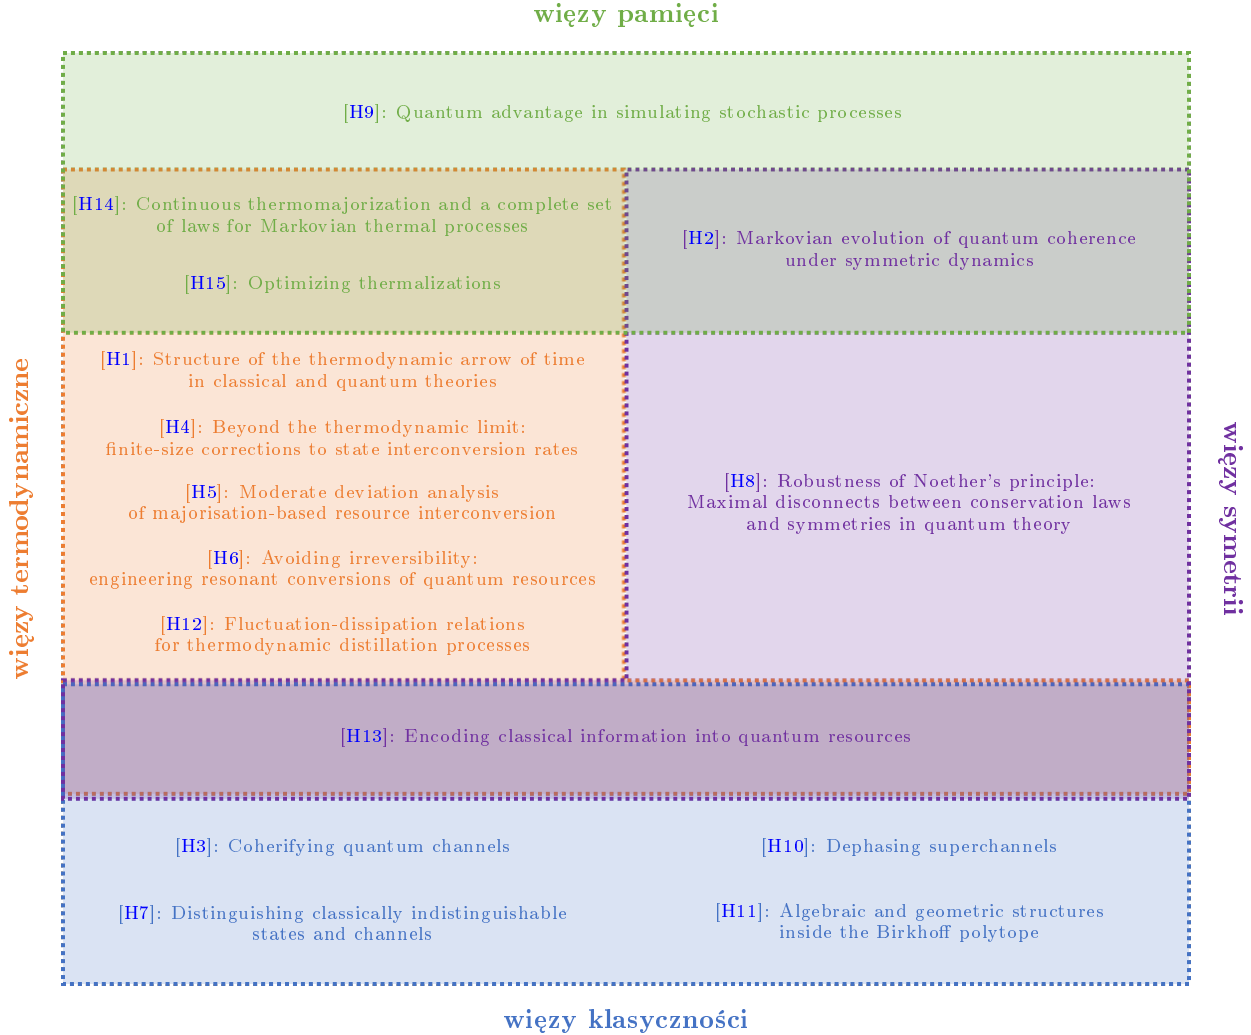 więzy pamięci
[H9]: Quantum advantage in simulating stochastic processes
[H14]: Continuous thermomajorization and a complete set
of laws for Markovian thermal processes
[H15]: Optimizing thermalizations
[H2]: Markovian evolution of quantum coherence
under symmetric dynamics
więzy termodynamiczne
[H1]: Structure of the thermodynamic arrow of time
in classical and quantum theories
[H4]: Beyond the thermodynamic limit:
finite-size corrections to state interconversion rates
[H5]: Moderate deviation analysis
of majorisation-based resource interconversion
[H6]: Avoiding irreversibility:
engineering resonant conversions of quantum resources
[H12]: Fluctuation-dissipation relations
for thermodynamic distillation processes
[H8]: Robustness of Noether's principle:
Maximal disconnects between conservation laws
and symmetries in quantum theory
więzy symetrii
[H13]: Encoding classical information into quantum resources
[H3]: Coherifying quantum channels
[H10]: Dephasing superchannels
[H7]: Distinguishing classically indistinguishable
states and channels
[H11]: Algebraic and geometric structures
inside the Birkhoff polytope
więzy klasyczności